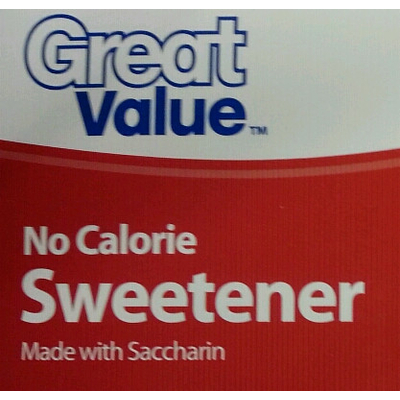 Great
Value™
No Calorie
Sweetener
Made with Saccharin